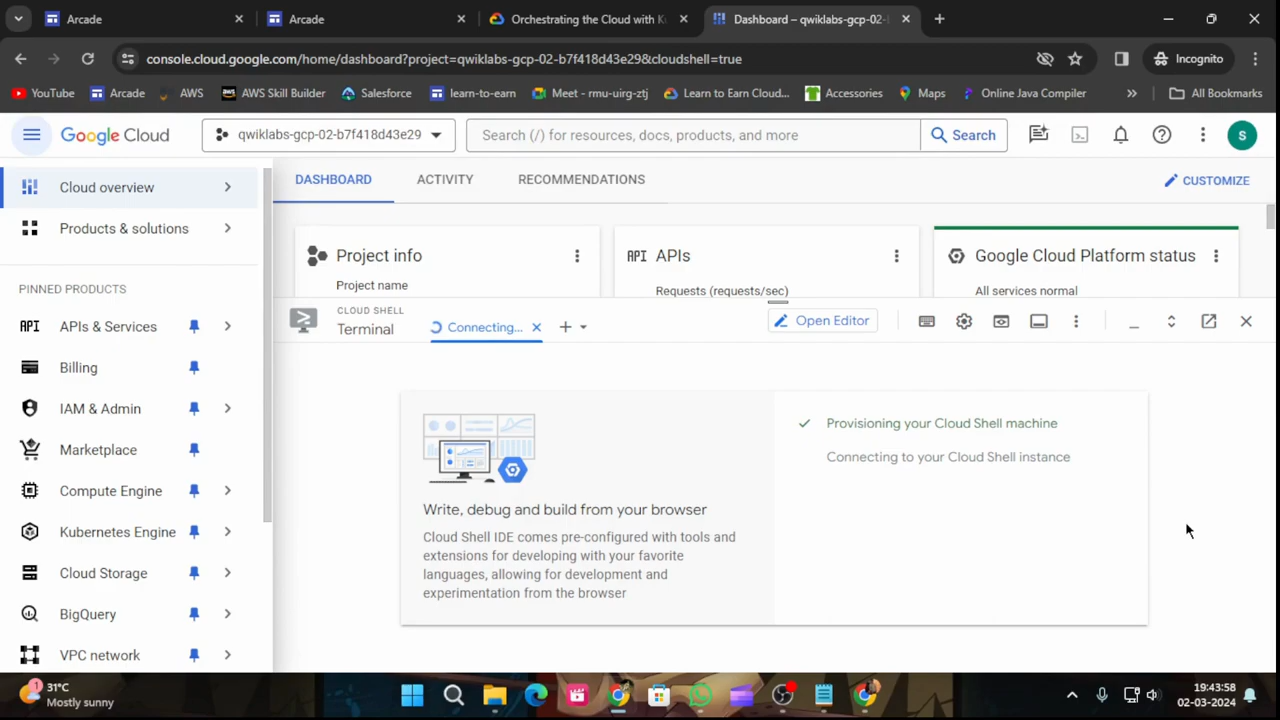 Arcade
Arcade
Orchestrating the Cloud with Ku
Dashboard – qwiklabs-gcp-02-
console.cloud.google.com/home/dashboard?project=qwiklabs-gcp-02-b7f418d43e29&cloudshell=true
Incognito
YouTube
Arcade
AWS
AWS Skill Builder
Salesforce
learn-to-earn
Meet - rmu-uirg-ztj
Learn to Earn Cloud...
Accessories
Maps
Online Java Compiler
All Bookmarks
Google Cloud
qwiklabs-gcp-02-b7f418d43e29
Search (/) for resources, docs, products, and more
Search
S
Cloud overview
Products & solutions
PINNED PRODUCTS
API APIs & Services
Billing
IAM & Admin
Marketplace
Compute Engine
Kubernetes Engine
Cloud Storage
BigQuery
VPC network
DASHBOARD
ACTIVITY
RECOMMENDATIONS
CUSTOMIZE
Project info
Project name
API APIs
Requests (requests/sec)
Google Cloud Platform status
All services normal
CLOUD SHELL
Terminal
Connecting...
Open Editor
Write, debug and build from your browser
Cloud Shell IDE comes pre-configured with tools and
extensions for developing with your favorite
languages, allowing for development and
experimentation from the browser
Provisioning your Cloud Shell machine
Connecting to your Cloud Shell instance
1
31°C
Mostly sunny
19:43:58
02-03-2024